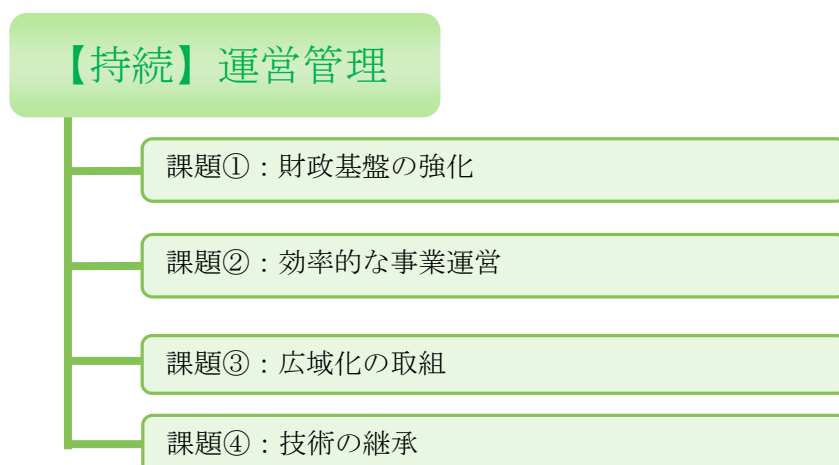 【持続】運営管理
課題①：財政基盤の強化
課題②：効率的な事業運営
課題③：広域化の取組
課題④：技術の継承